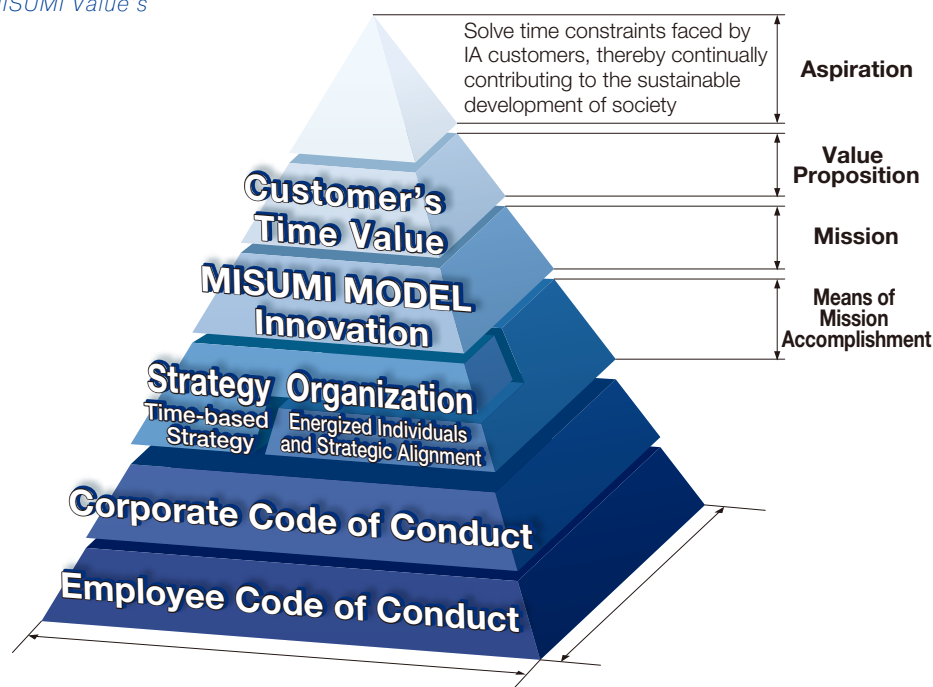 MISUMI Value s
Solve time constraints faced by
IA customers, thereby continually
contributing to the sustainable
development of society
Aspiration
Customer's
Time Value
Value
Proposition
MISUMI MODEL
Innovation
Mission
Strategy Organization
Time-based
Strategy
Energized Individuals
and Strategic Alignment
Means of
Mission
Accomplishment
Corporate Code of Conduct
Employee Code of Conduct